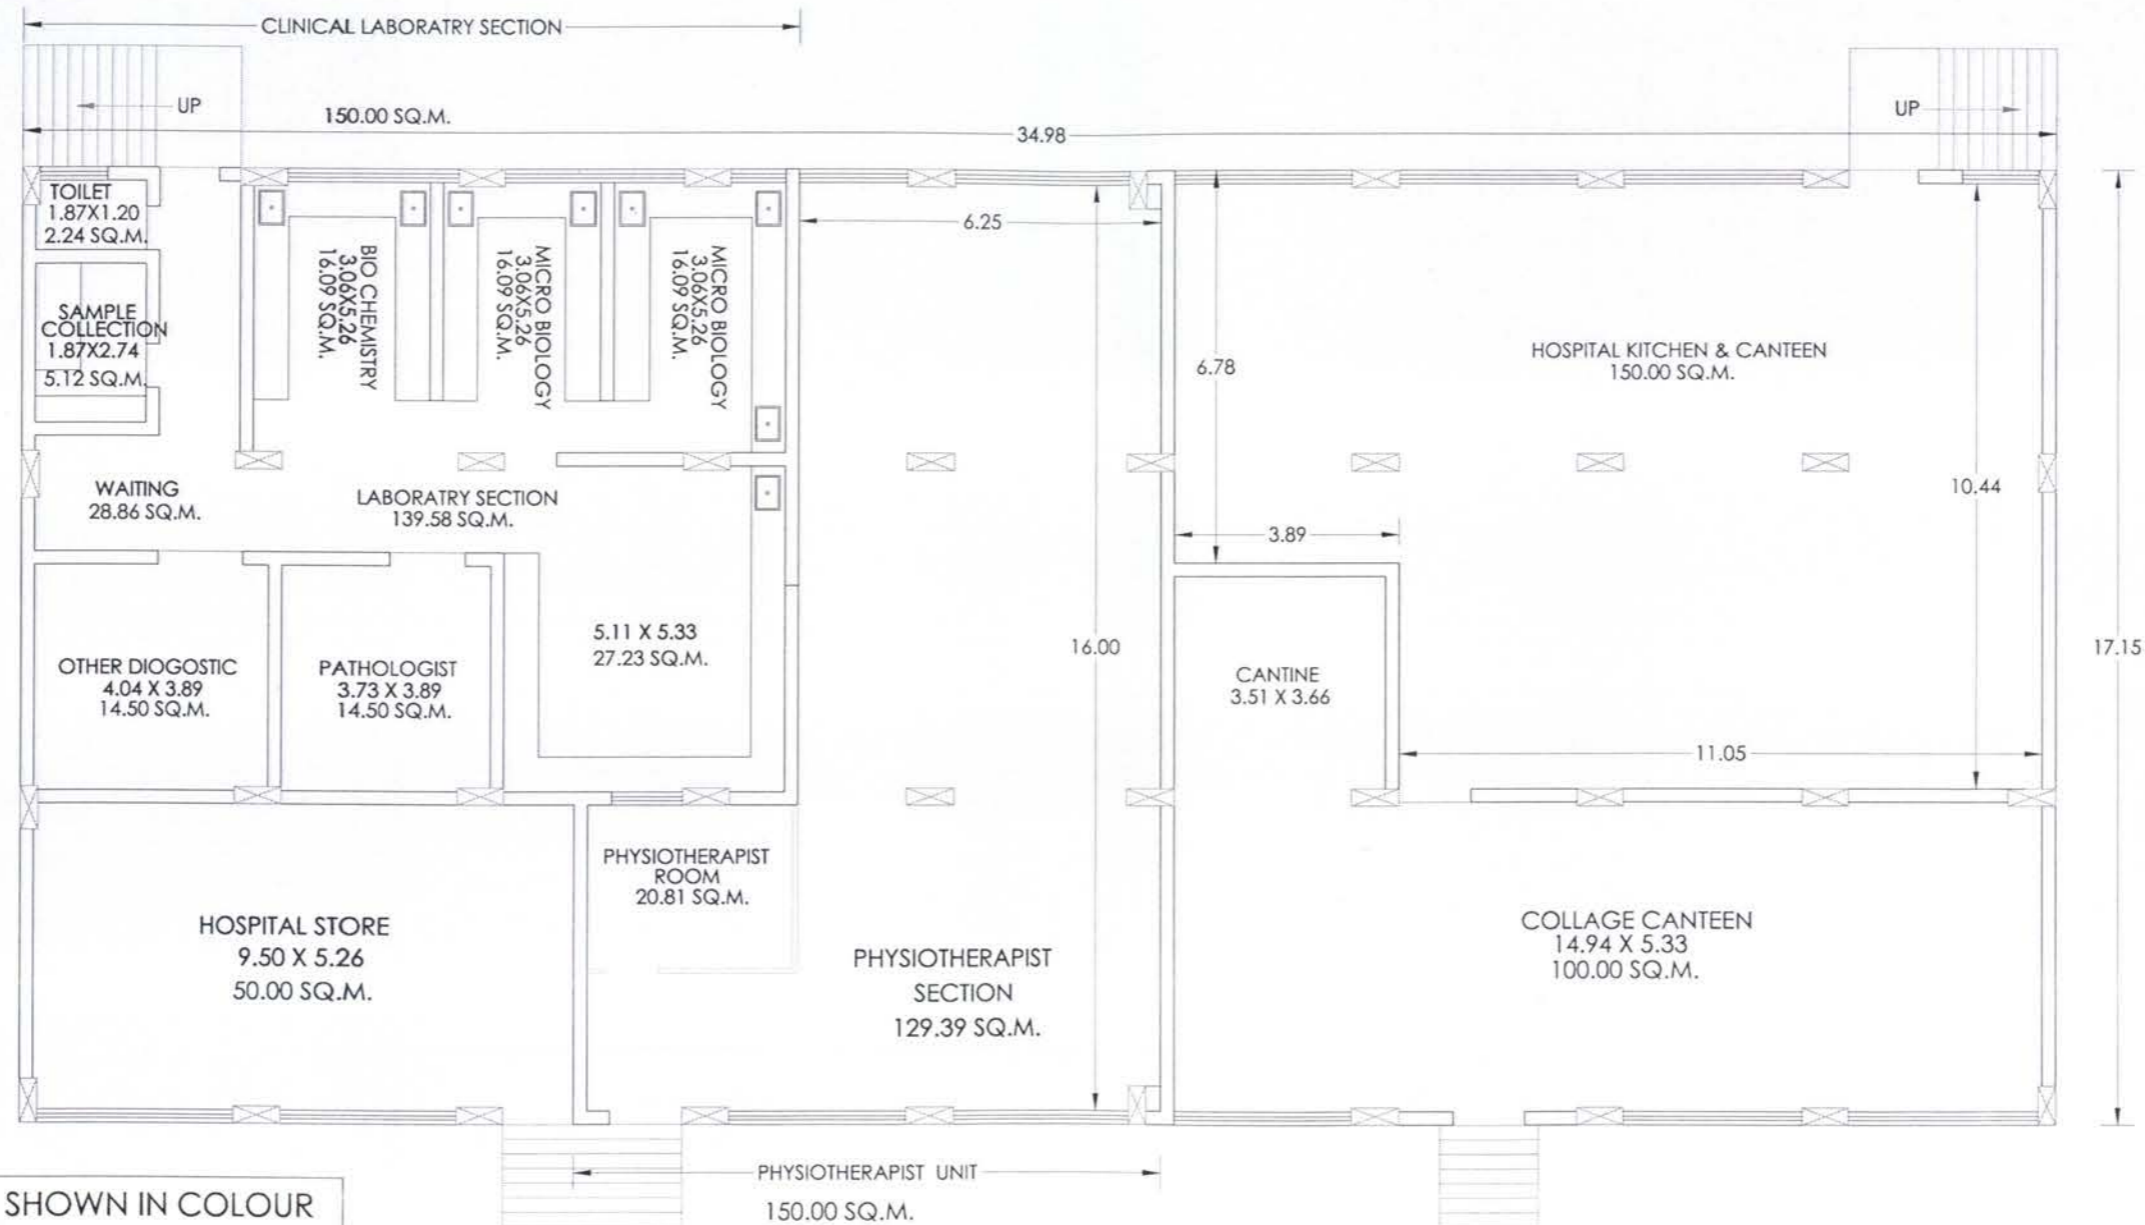 CLINICAL LABORATRY SECTION
UP
150.00 SQ.M.
34.98
UP
TOILET
1.87X1.20
2.24 SQ.M.
SAMPLE
COLLECTION
1.87X2.74
5.12 SQ.M.
BIO CHEMISTRY
3.06X5.26
16.09 SQ.M.
MICRO BIOLOGY
3.06X5.26
16.09 SQ.M.
MICRO BIOLOGY
3.06X5.26
16.09 SQ.M.
6.25
6.78
HOSPITAL KITCHEN & CANTEEN
150.00 SQ.M.
WAITING
28.86 SQ.M.
LABORATRY SECTION
139.58 SQ.M.
10.44
3.89
OTHER DIOGOSTIC
4.04 X 3.89
14.50 SQ.M.
PATHOLOGIST
3.73 X 3.89
14.50 SQ.M.
5.11 X 5.33
27.23 SQ.M.
16.00
CANTINE
3.51 X 3.66
17.15
11.05
PHYSIOTHERAPIST
ROOM
20.81 SQ.M.
HOSPITAL STORE
9.50 X 5.26
50.00 SQ.M.
PHYSIOTHERAPIST
SECTION
129.39 SQ.M.
COLLAGE CANTEEN
14.94 X 5.33
100.00 SQ.M.
PHYSIOTHERAPIST UNIT
150.00 SQ.M.
SHOWN IN COLOUR